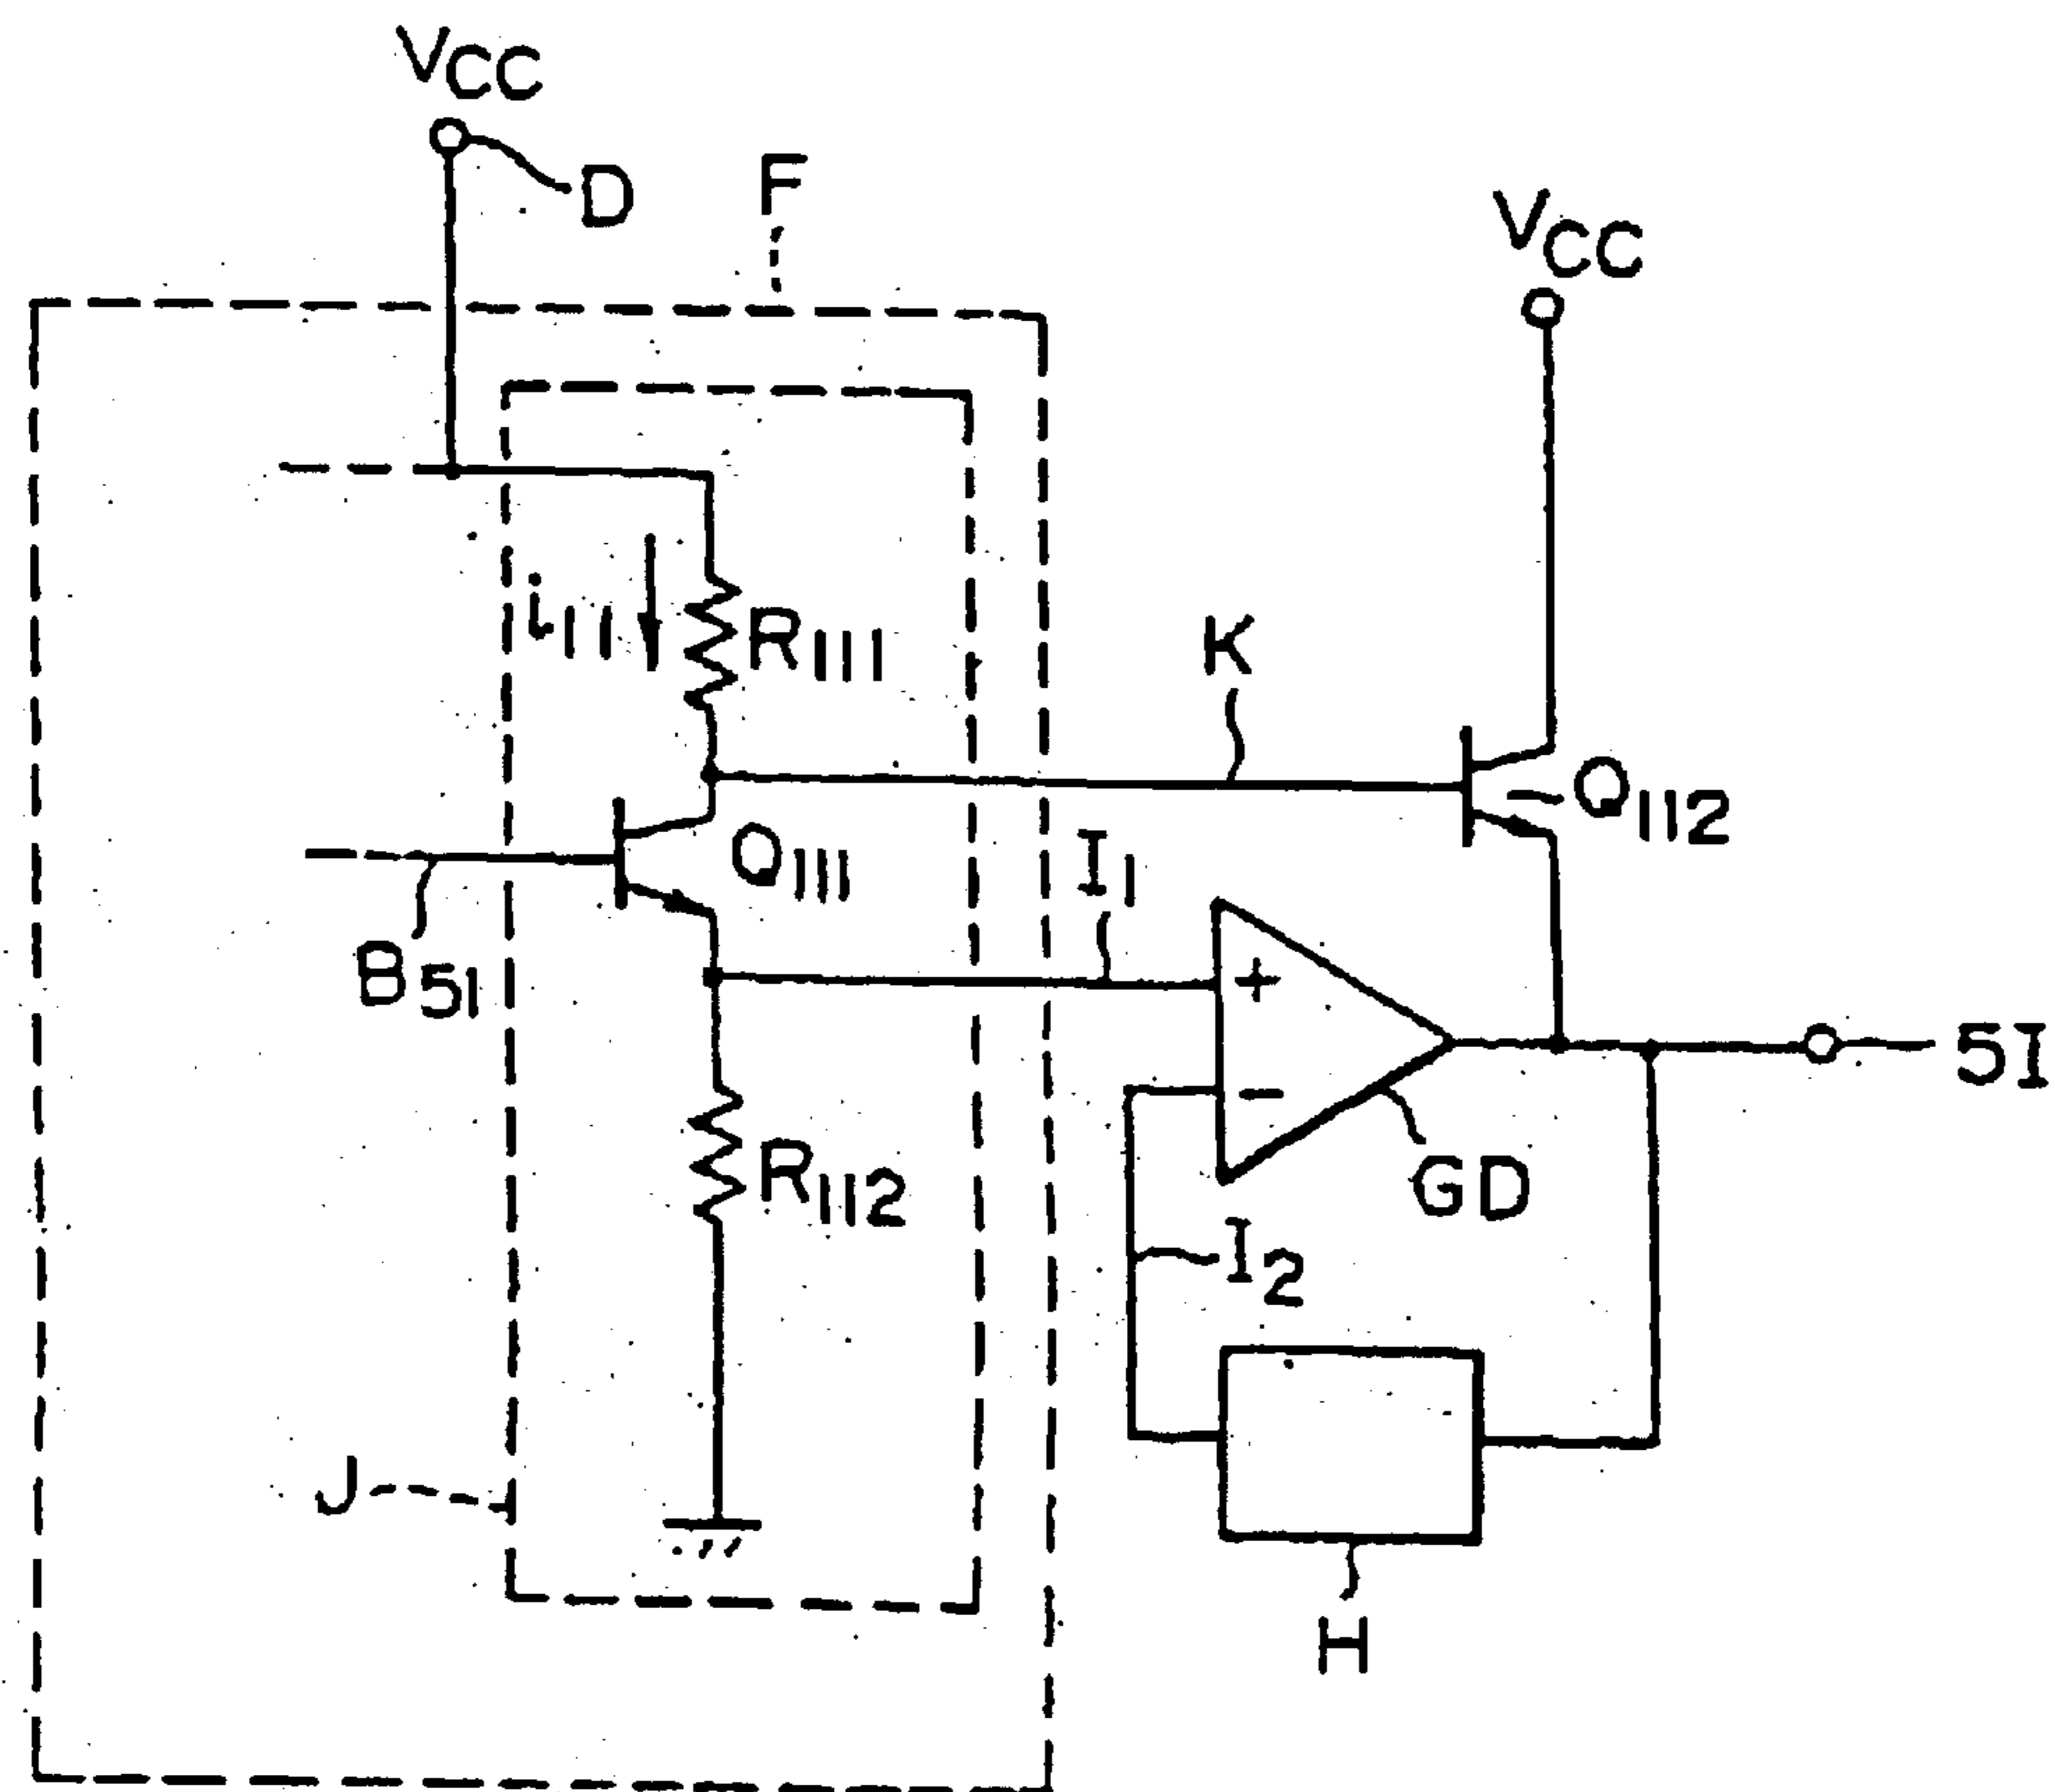 VCC
D
F
VCC
i111
R111
K
Q112
Q111
I1
B51
+
5I
-
R112
GD
I2
J
H